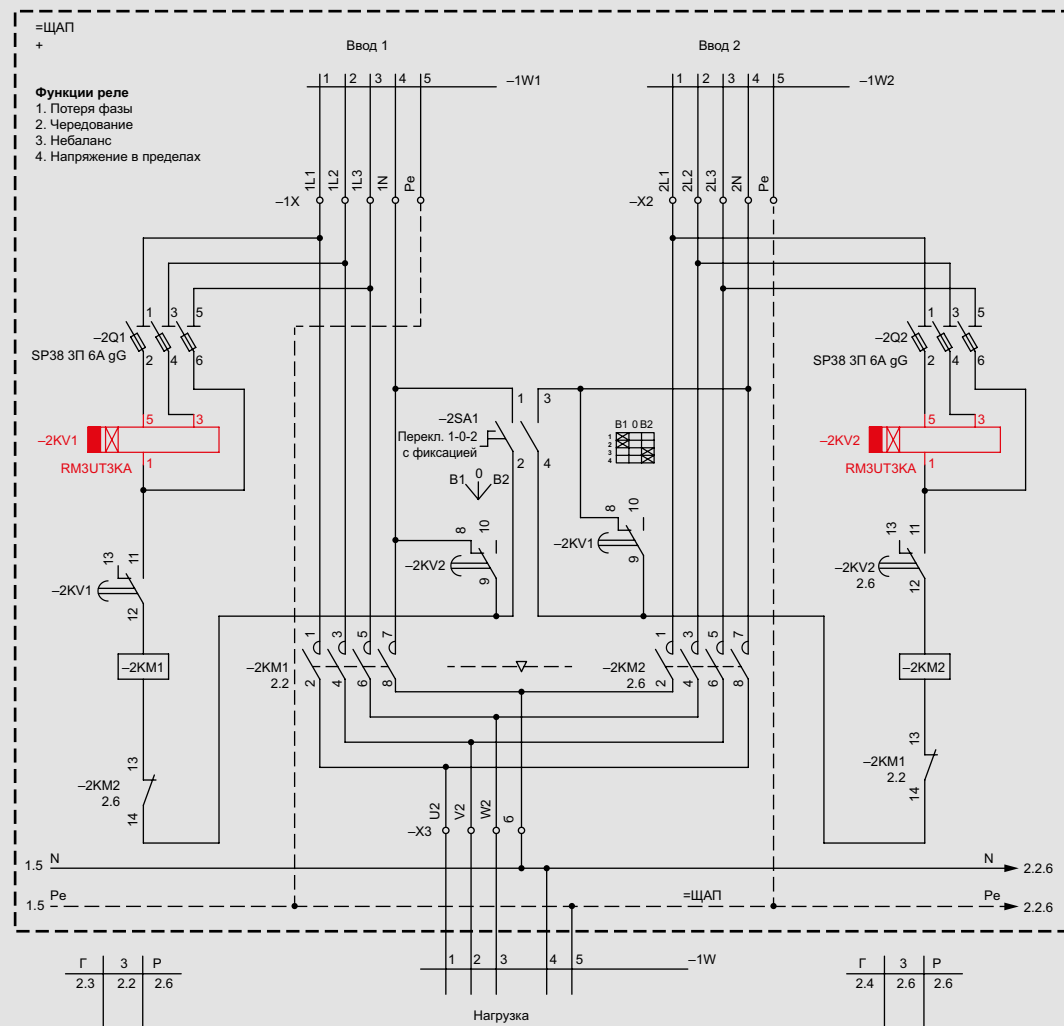 =ЩАП
+
Ввод 1
Ввод 2
1 2 3 4 5 –1W1
1 2 3 4 5 –1W2
Функции реле
1. Потеря фазы
2. Чередование
3. Небаланс
4. Напряжение в пределах
1L1 1L2 1L3 1N Pe
2L1 2L2 2L3 2N Pe
–1X
–X2
1 3 5
–2Q1
SP38 3П 6A gG
2 4 6
1 3 5
–2Q2
SP38 3П 6A gG
2 4 6
5 3
–2KV1
RM3UT3KA
1
1 3
–2SA1
Перекл. 1-0-2
с фиксацией
2 4
B1 0 B2
B1 0 B2
1
2
3
4
5 3
–2KV2
RM3UT3KA
1
8 10
–2KV2
9
8 10
–2KV1
9
13 11
–2KV1
12
13 11
–2KV2
2.6
12
–2KM1
–2KM2
1 3 5 7
–2KM1
2.2
2 4 6 8
1 3 5 7
–2KM2
2.6
2 4 6 8
13
–2KM2
2.6
14
13
–2KM1
2.2
14
U2 V2 W2 б
–X3
1.5 N
N 2.2.6
1.5 Pe
=ЩАП
Pe 2.2.6
1 2 3 4 5 –1W
Нагрузка
Г З Р
2.3 2.2 2.6
Г З Р
2.4 2.6 2.6